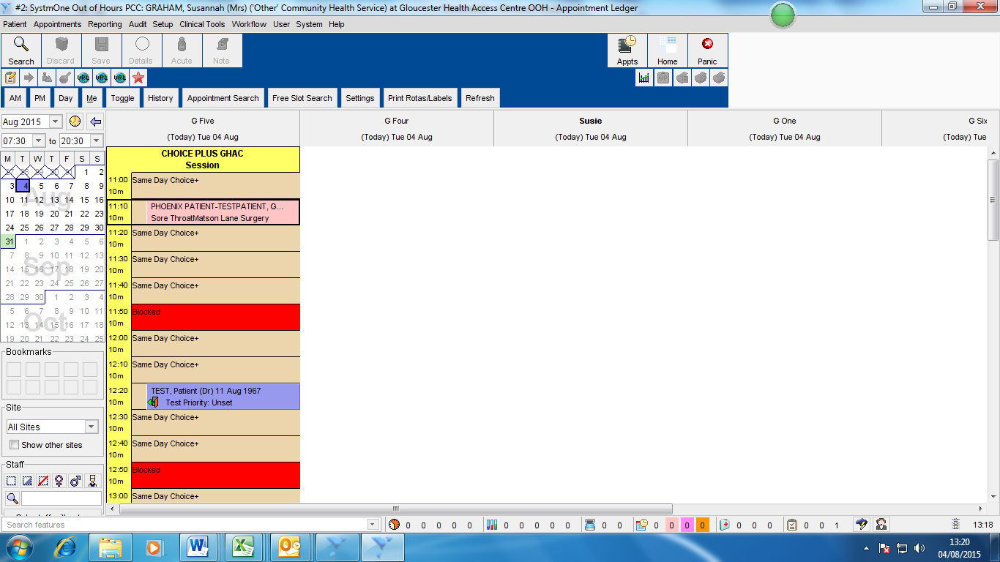 #2: SystmOne Out of Hours PCC: GRAHAM, Susannah (Mrs) ('Other' Community Health Service) at Gloucester Health Access Centre OOH - Appointment Ledger
Patient Appointments Reporting Audit Setup Clinical Tools Workflow User System Help
Search Discard Save Details Acute Note Appts Home Panic
URL URL URL
AM PM Day Me Toggle History Appointment Search Free Slot Search Settings Print Rotas/Labels Refresh
Aug 2015
07:30 to 20:30
M T W T F S S
1 2
3 4 5 6 7 8 9
10 11 12 13 14 15 16
17 18 19 20 21 22 23
24 25 26 27 28 29 30
31 1 2 3 4 5 6
7 8 9 10 11 12 13
14 15 16 17 18 19 20
21 22 23 24 25 26 27
28 29 30 1 2 3 4
5 6 7 8 9 10 11
12 13 14 15 16 17 18
19 20 21 22 23 24 25
Aug
Sep
Oct
Bookmarks
Site
All Sites
Show other sites
Staff
G Five G Four Susie G One G Six
(Today) Tue 04 Aug (Today) Tue 04 Aug (Today) Tue 04 Aug (Today) Tue 04 Aug (Today) Tue
CHOICE PLUS GHAC
Session
11:00 Same Day Choice+
10m
11:10 PHOENIX PATIENT-TESTPATIENT, G...
10m Sore ThroatMatson Lane Surgery
11:20 Same Day Choice+
10m
11:30 Same Day Choice+
10m
11:40 Same Day Choice+
10m
11:50 Blocked
10m
12:00 Same Day Choice+
10m
12:10 Same Day Choice+
10m
12:20 TEST, Patient (Dr) 11 Aug 1967
10m Test Priority: Unset
12:30 Same Day Choice+
10m
12:40 Same Day Choice+
10m
12:50 Blocked
10m
13:00 Same Day Choice+
Search features 0 0 0 0 0 0 0 0 0 0 0 0 0 0 0 0 0 0 0 1 13:18
13:20
04/08/2015